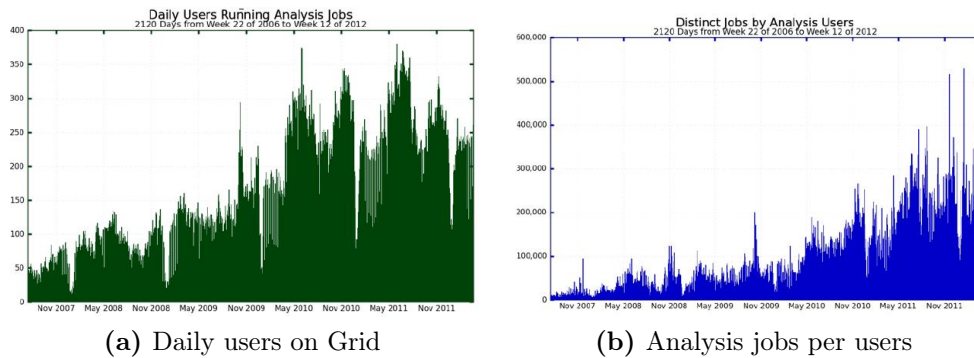 Daily Users Running Analysis Jobs
2120 Days from Week 22 of 2006 to Week 12 of 2012
400
350
300
250
200
150
100
50
0
Nov 2007 May 2008 Nov 2008 May 2009 Nov 2009 May 2010 Nov 2010 May 2011 Nov 2011
(a) Daily users on Grid
Distinct Jobs by Analysis Users
2120 Days from Week 22 of 2006 to Week 12 of 2012
600,000
500,000
400,000
300,000
200,000
100,000
0
Nov 2007 May 2008 Nov 2008 May 2009 Nov 2009 May 2010 Nov 2010 May 2011 Nov 2011
(b) Analysis jobs per users